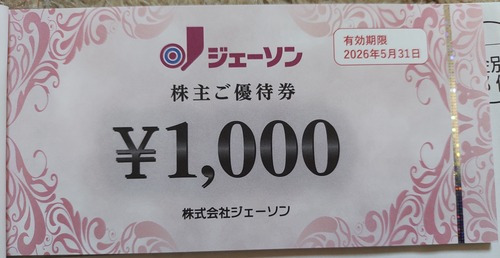 ジェーソン
有効期限
2026年5月31日
株主ご優待券
¥1,000
株式会社ジェーソン